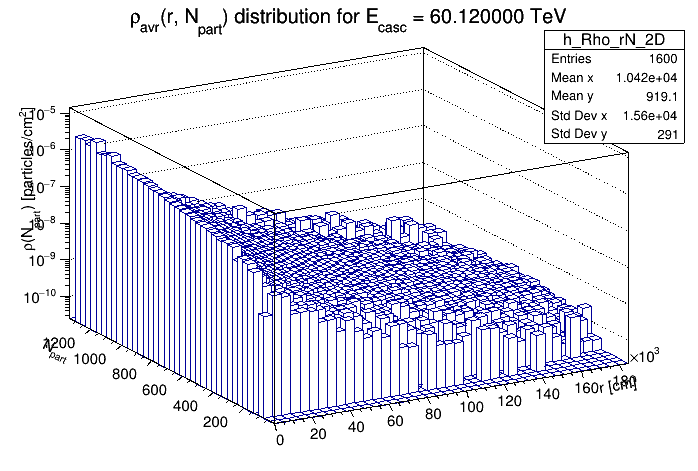 ρavr(r, Npart) distribution for Ecasc = 60.120000 TeV
h_Rho_rN_2D
Entries 1600
Mean x 1.042e+04
Mean y 919.1
Std Dev x 1.56e+04
Std Dev y 291
ρ(Npart) [particles/cm2]
10−5
10−6
10−7
10−8
10−9
10−10
Npart
1200
1000
800
600
400
200
0
20
40
60
80
100
120
140
160
180
r [cm]
×103